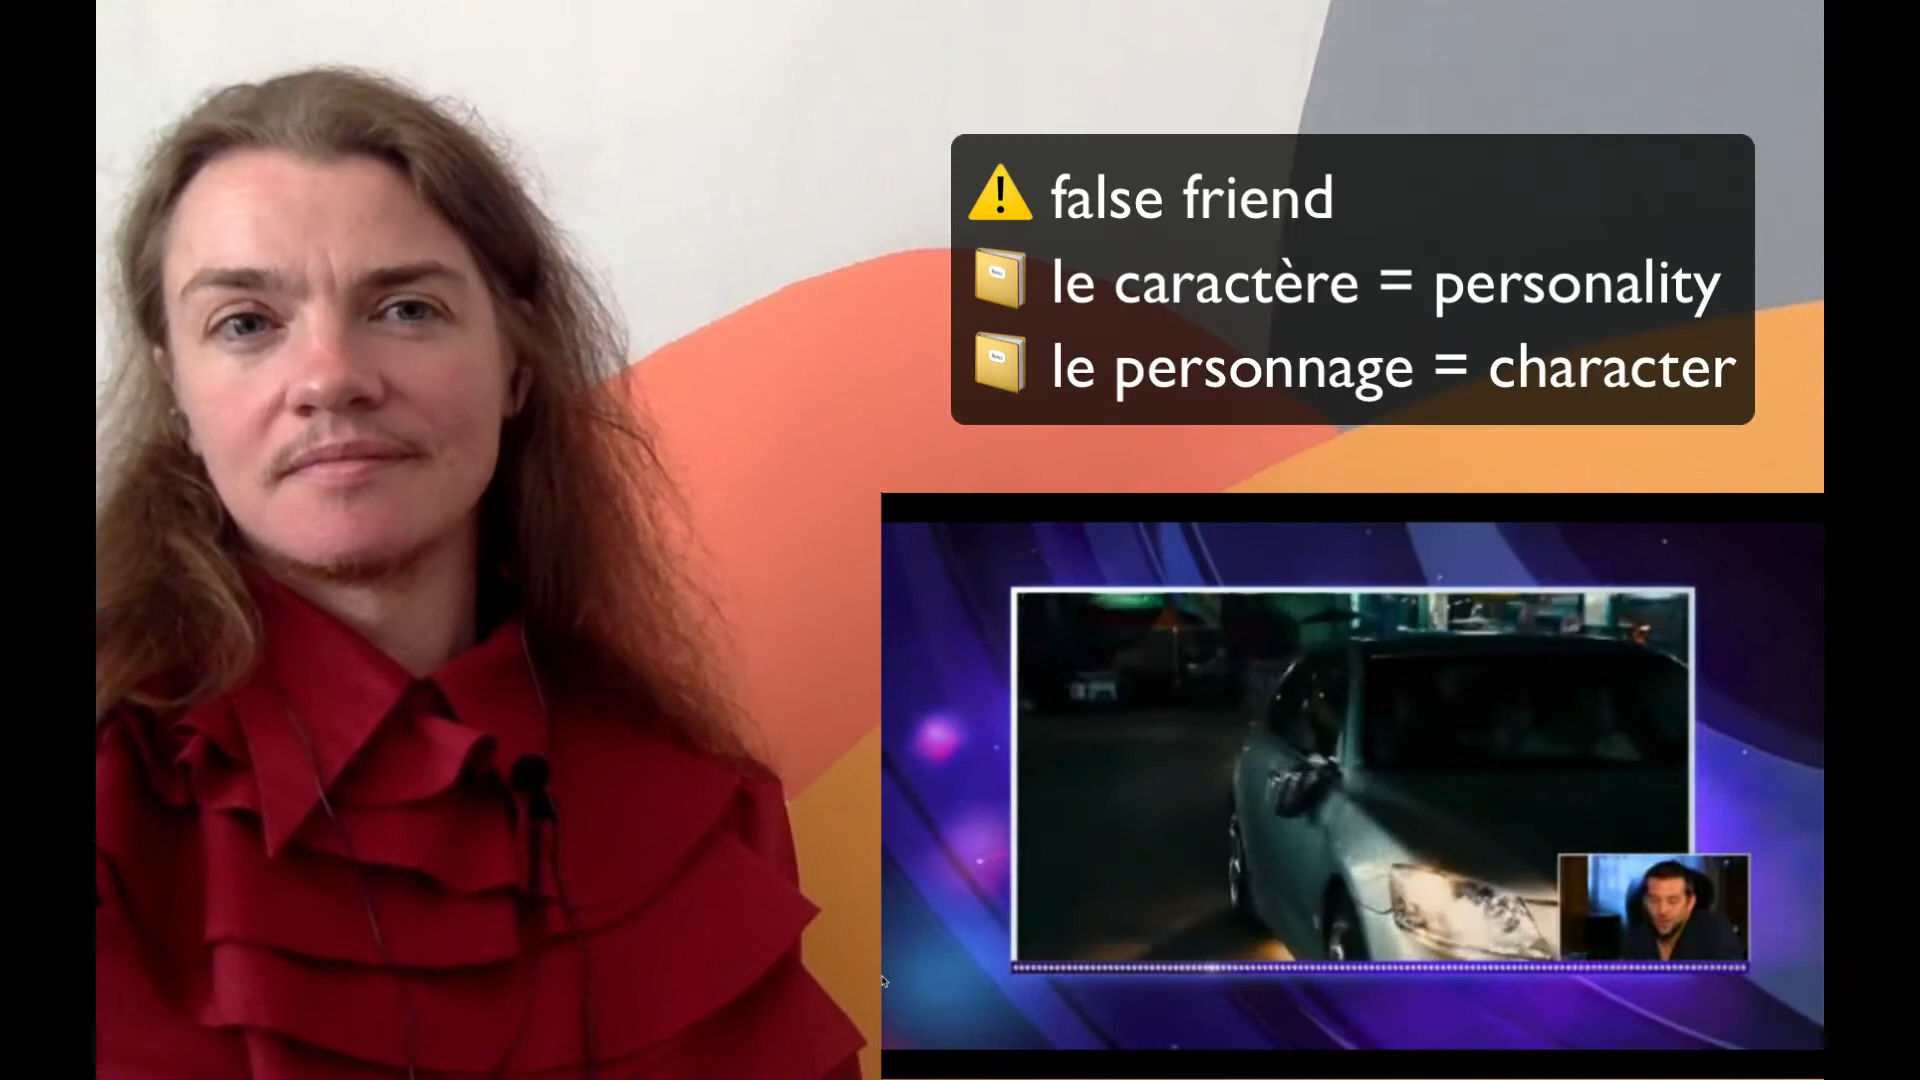 false friend
le caractère = personality
le personnage = character